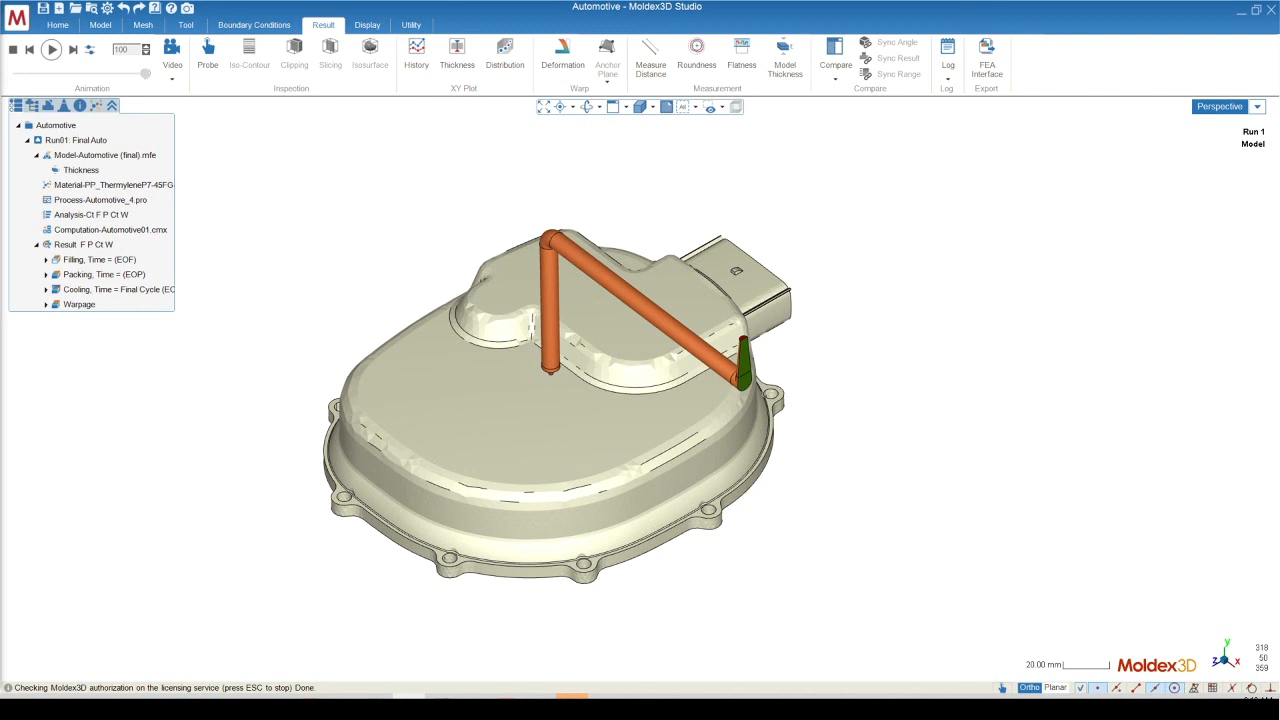 Automotive - Moldex3D Studio
Home Model Mesh Tool Boundary Conditions Result Display Utility
100
Video Probe Iso-Contour Clipping Slicing Isosurface History Thickness Distribution Deformation Anchor Plane Measure Distance Roundness Flatness Model Thickness Compare Sync Angle Log FEA Interface
Sync Result
Sync Range
Animation Inspection XY Plot Warp Measurement Compare Log Export
Perspective
Automotive
Run01: Final Auto
Model-Automotive (final).mfe
Thickness
Material-PP_ThermyleneP7-45FG-
Process-Automotive_4.pro
Analysis-Ct F P Ct W
Computation-Automotive01.cmx
Result F P Ct W
Filling, Time = (EOF)
Packing, Time = (EOP)
Cooling, Time = Final Cycle (EC
Warpage
Run 1
Model
y
z x
318
50
359
20.00 mm
Moldex3D
Checking Moldex3D authorization on the licensing service (press ESC to stop) Done.
Ortho Planar